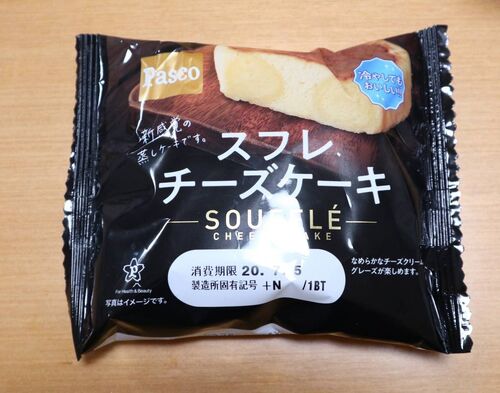 Pasco
冷やしても
おいしい!!
新感覚の
蒸しケーキです。
スフレ
チーズケーキ
SOUFFLÉ
消費期限 20.
製造所固有記号 +N /1BT
なめらかなチーズクリーム
グレーズが楽しめます。
For Health & Beauty
写真はイメージです。